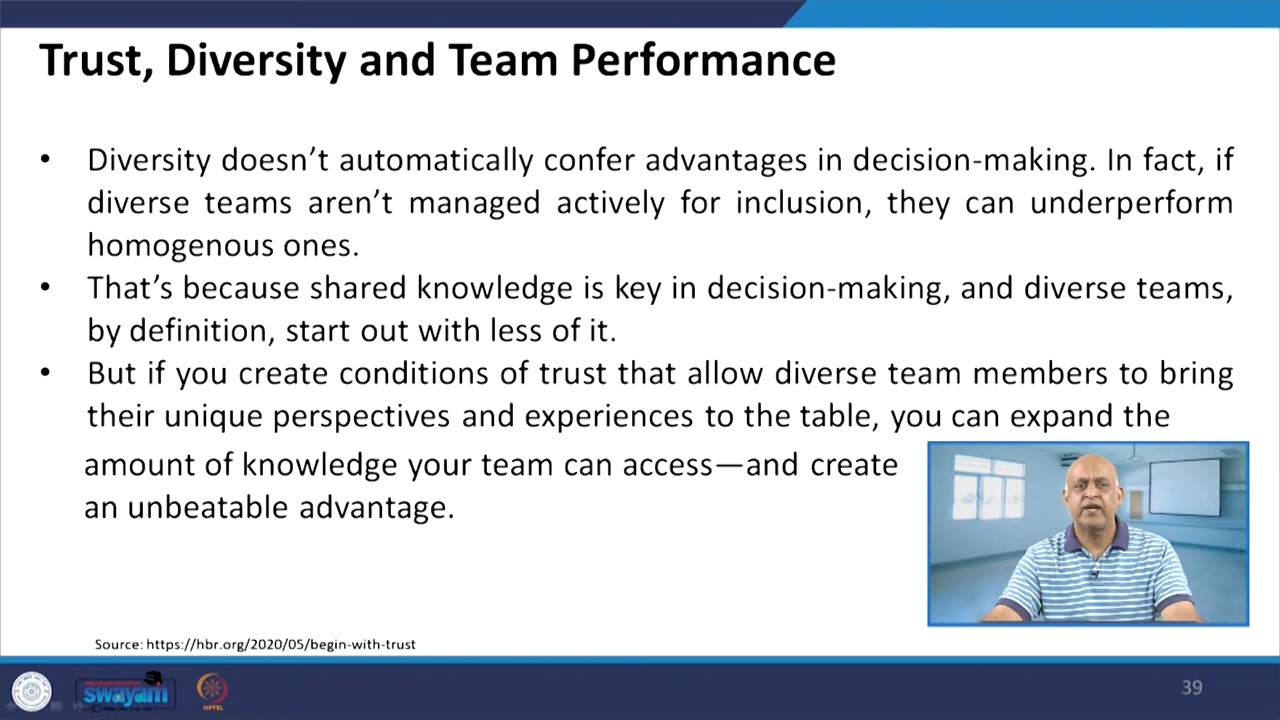 Trust, Diversity and Team Performance
• Diversity doesn’t automatically confer advantages in decision-making. In fact, if
diverse teams aren’t managed actively for inclusion, they can underperform
homogenous ones.
• That’s because shared knowledge is key in decision-making, and diverse teams,
by definition, start out with less of it.
• But if you create conditions of trust that allow diverse team members to bring
their unique perspectives and experiences to the table, you can expand the
amount of knowledge your team can access—and create
an unbeatable advantage.
Source: https://hbr.org/2020/05/begin-with-trust
swayam
NPTEL
39